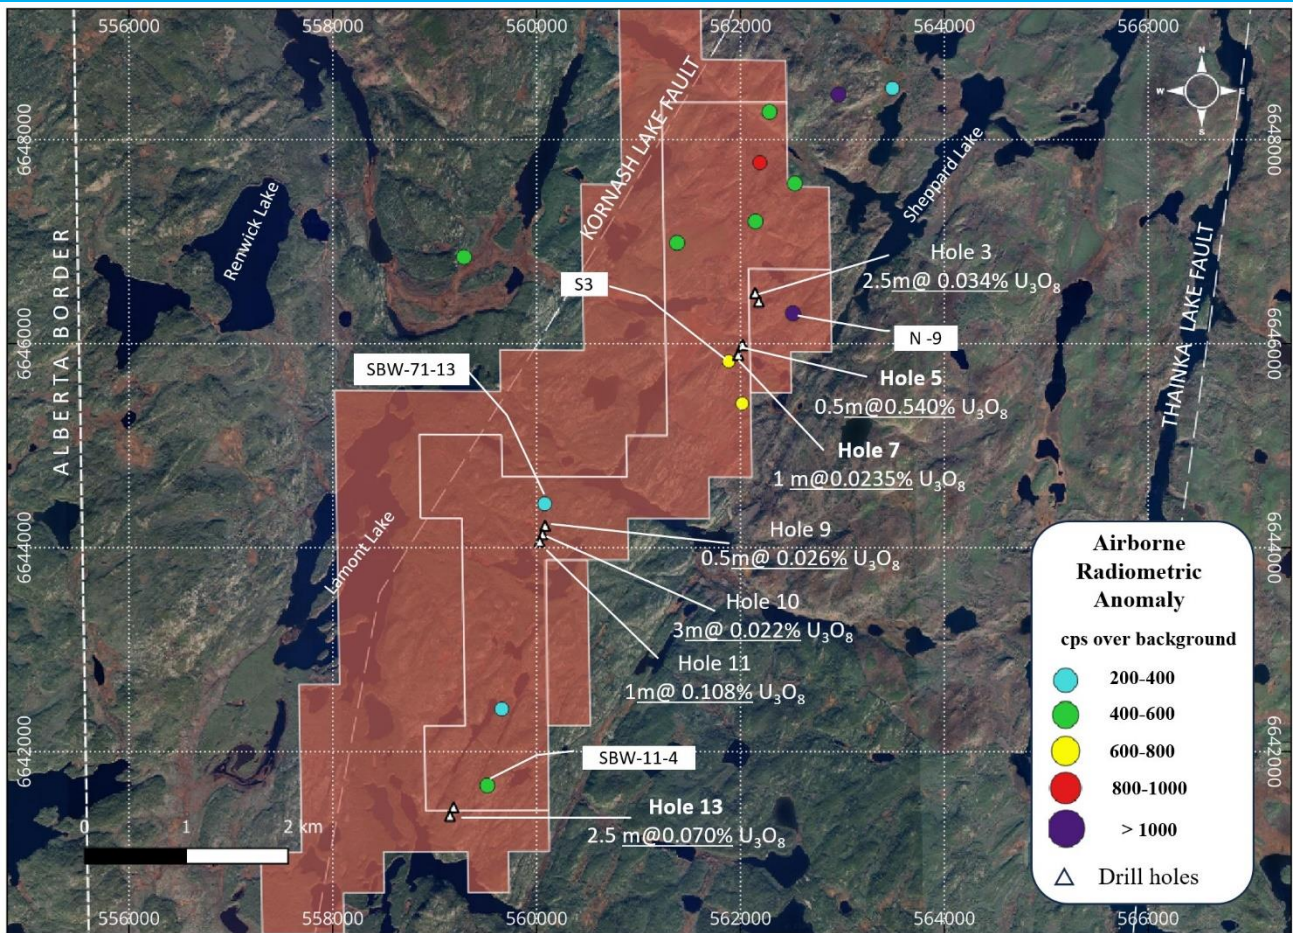 556000
558000
560000
562000
564000
566000
N
W
E
S
6648000
6648000
KORNASH LAKE FAULT
Sheppard Lake
Renwick Lake
ALBERTA BORDER
THAINKA LAKE FAULT
Hole 3
2.5m@ 0.034% U₃O₈
S3
N -9
6646000
6646000
SBW-71-13
Hole 5
0.5m@0.540% U₃O₈
Hole 7
1 m@0.0235% U₃O₈
Hole 9
0.5m@ 0.026% U₃O₈
6644000
6644000
Lamont Lake
Hole 10
3m@ 0.022% U₃O₈
Hole 11
1m@ 0.108% U₃O₈
SBW-11-4
6642000
6642000
Hole 13
2.5 m@0.070% U₃O₈
0
1
2 km
Airborne
Radiometric
Anomaly
cps over background
200-400
400-600
600-800
800-1000
> 1000
Drill holes
556000
558000
560000
562000
564000
566000